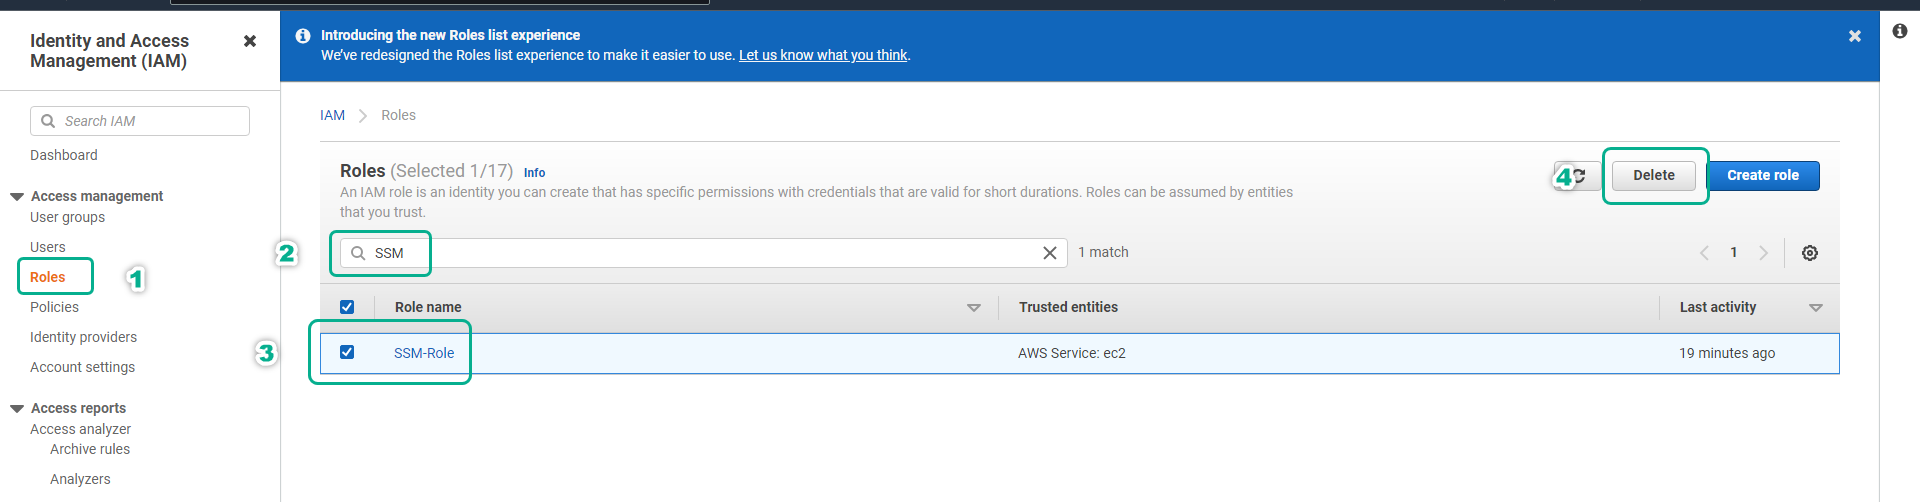 Identity and Access
Management (IAM)
Search IAM
Dashboard
Access management
User groups
Users
Roles
1
Policies
Identity providers
Account settings
Access reports
Access analyzer
Archive rules
Analyzers
Introducing the new Roles list experience
We've redesigned the Roles list experience to make it easier to use. Let us know what you think.
IAM > Roles
Roles (Selected 1/17) Info
An IAM role is an identity you can create that has specific permissions with credentials that are valid for short durations. Roles can be assumed by entities
that you trust.
4 Delete Create role
2 SSM 1 match 1
Role name Trusted entities Last activity
3 SSM-Role AWS Service: ec2 19 minutes ago